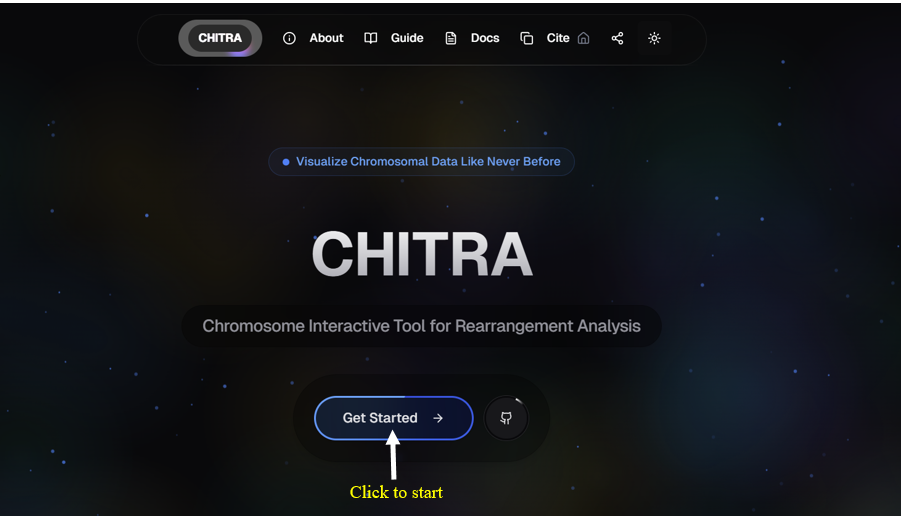 CHITRA About Guide Docs Cite
Visualize Chromosomal Data Like Never Before
CHITRA
Chromosome Interactive Tool for Rearrangement Analysis
Get Started
Click to start